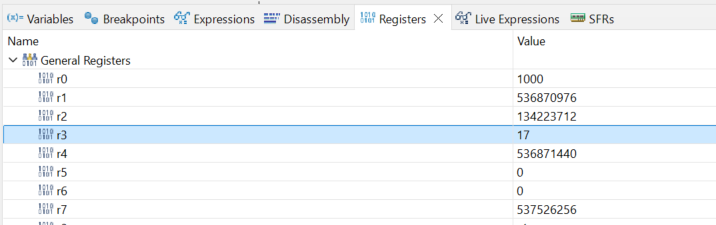 (x)= Variables Breakpoints Expressions Disassembly Registers Live Expressions SFRs
Name Value
General Registers
r0 1000
r1 536870976
r2 134223712
r3 17
r4 536871440
r5 0
r6 0
r7 537526256